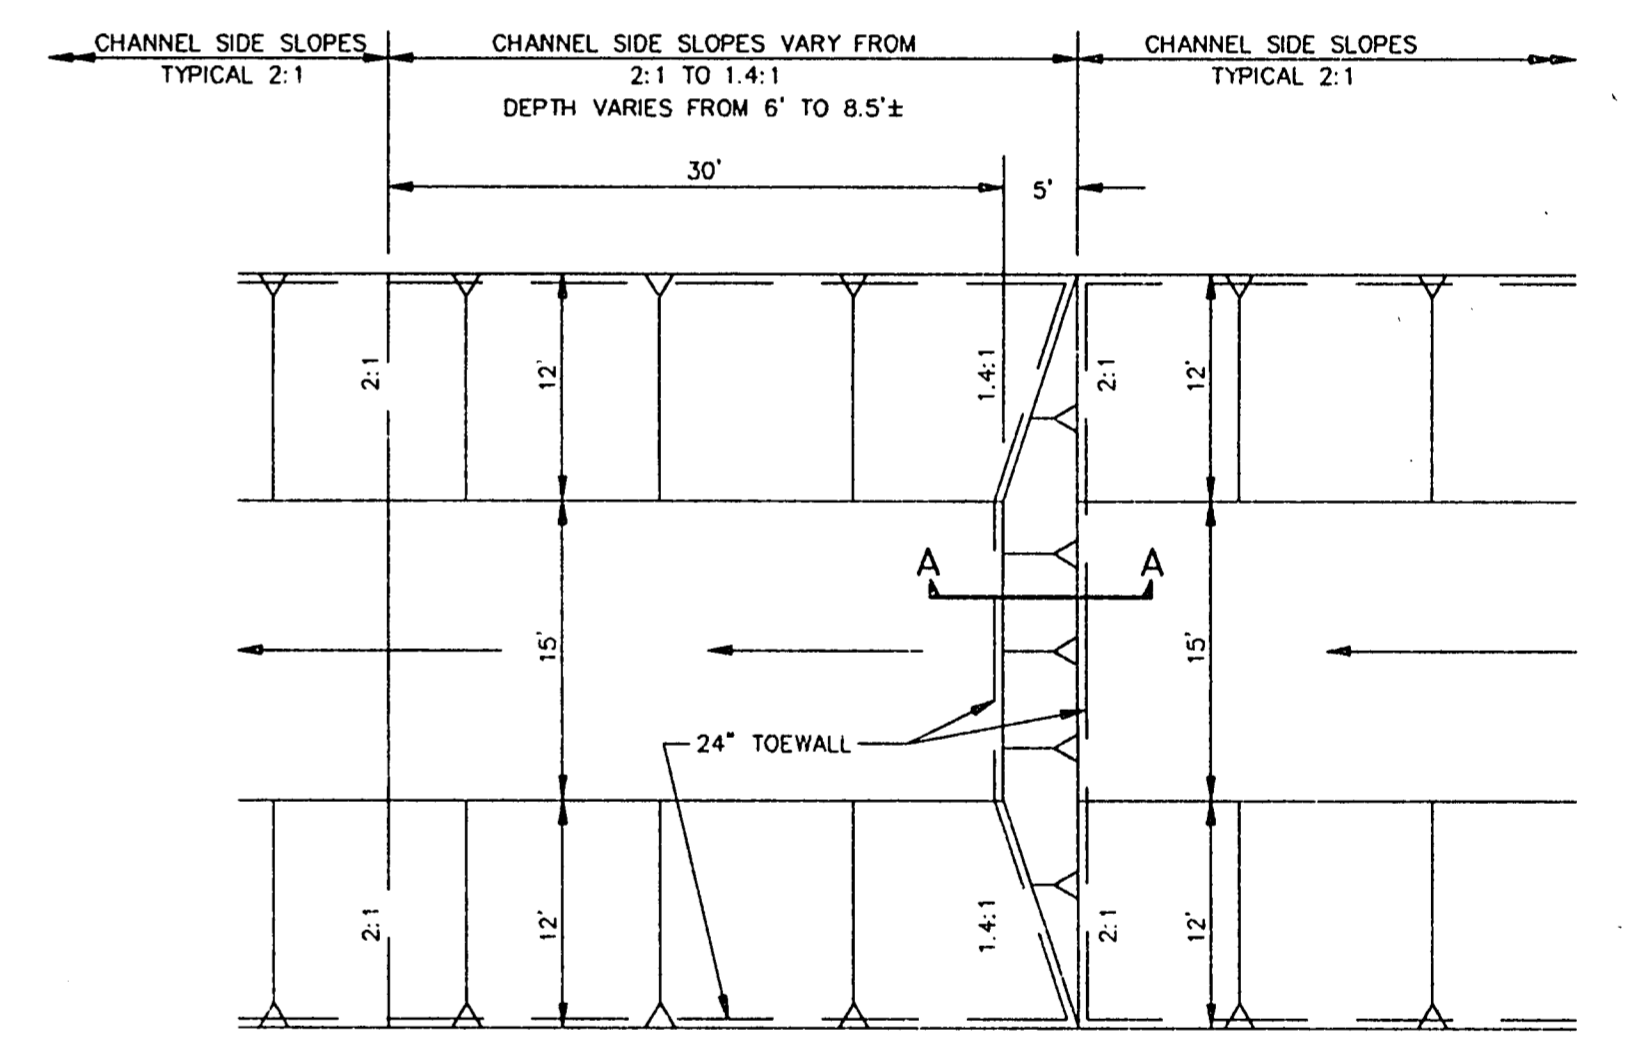 CHANNEL SIDE SLOPES
TYPICAL 2:1
CHANNEL SIDE SLOPES VARY FROM
2:1 TO 1.4:1
DEPTH VARIES FROM 6' TO 8.5'±
CHANNEL SIDE SLOPES
TYPICAL 2:1
30'
5'
2:1
12'
1.4:1
2:1
12'
A
A
15'
15'
24" TOEWALL
2:1
12'
1.4:1
2:1
12'